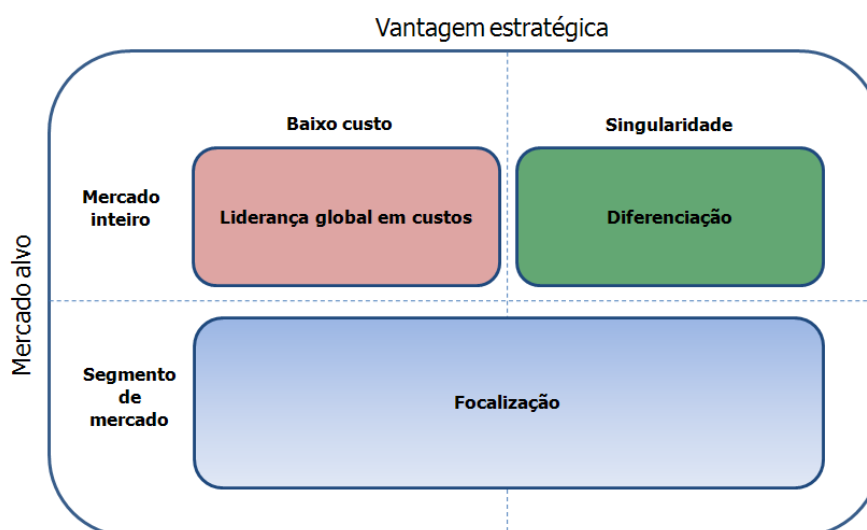 Vantagem estratégica
Baixo custo
Singularidade
Mercado alvo
Mercado
inteiro
Liderança global em custos
Diferenciação
Segmento
de
mercado
Focalização